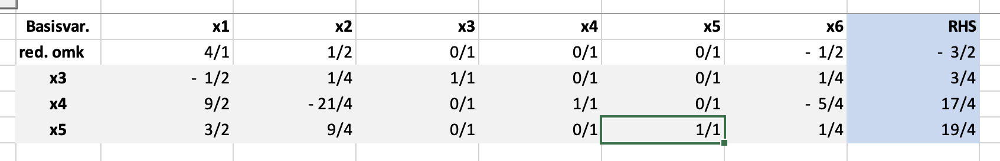 Basisvar. x1 x2 x3 x4 x5 x6 RHS
red. omk 4/1 1/2 0/1 0/1 0/1 - 1/2 - 3/2
x3 - 1/2 1/4 1/1 0/1 0/1 1/4 3/4
x4 9/2 - 21/4 0/1 1/1 0/1 - 5/4 17/4
x5 3/2 9/4 0/1 0/1 1/1 1/4 19/4